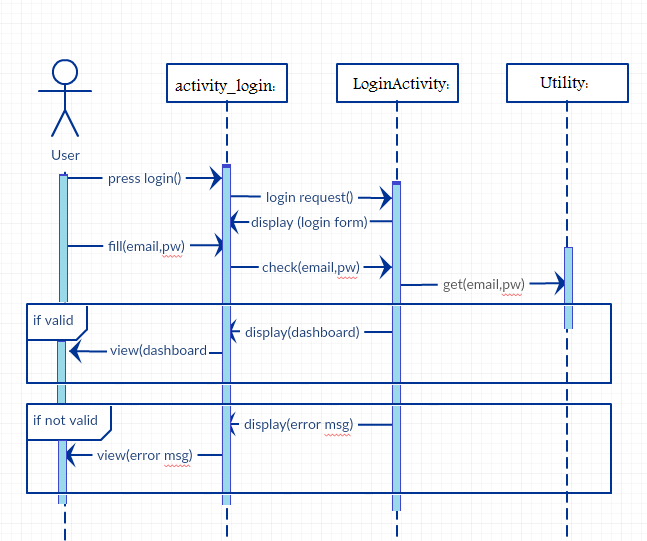 activity_login:
LoginActivity:
Utility:
User
press login()
login request()
display (login form)
fill(email,pw)
check(email,pw)
get(email,pw)
if valid
display(dashboard)
view(dashboard
if not valid
display(error msg)
view(error msg)